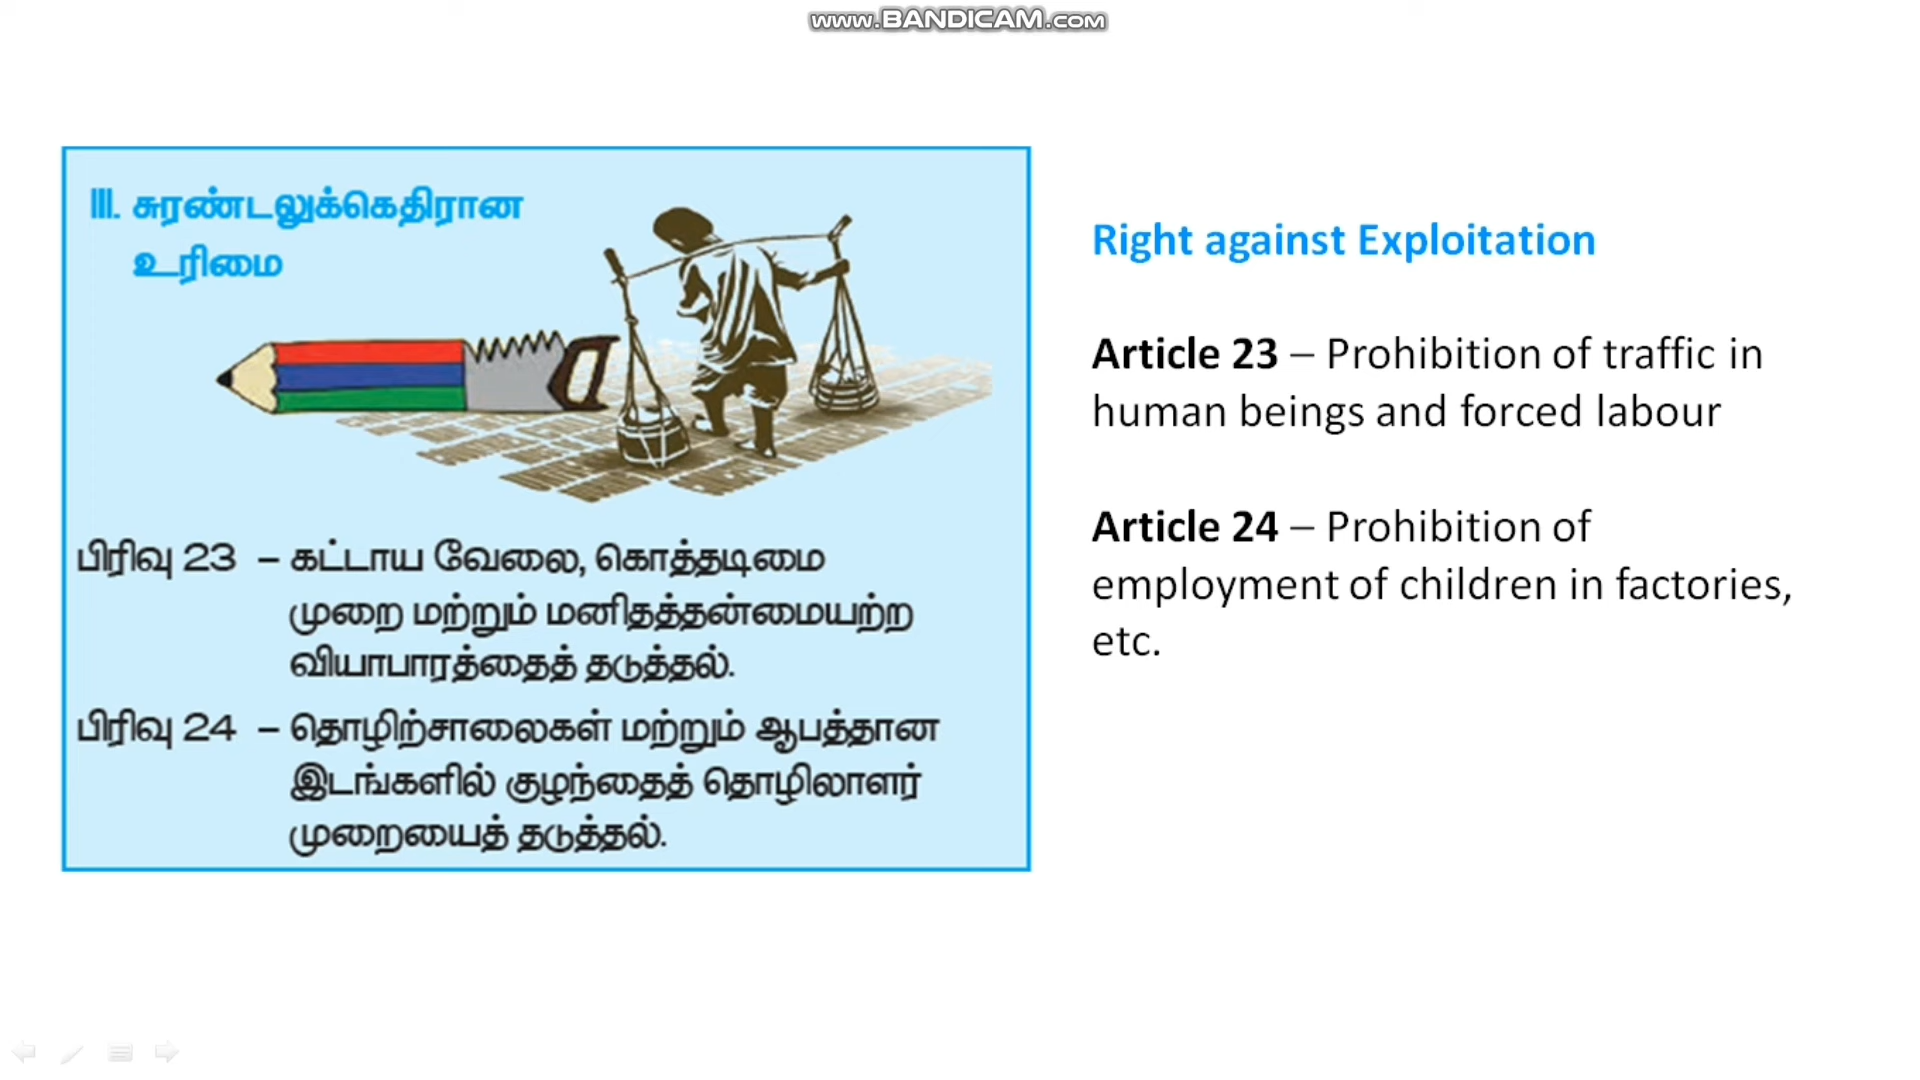 www.BANDICAM.com
III. சுரண்டலுக்கெதிரான
உரிமை
பிரிவு 23 – கட்டாய வேலை, கொத்தடிமை
முறை மற்றும் மனிதத்தன்மையற்ற
வியாபாரத்தைத் தடுத்தல்.
பிரிவு 24 – தொழிற்சாலைகள் மற்றும் ஆபத்தான
இடங்களில் குழந்தைத் தொழிலாளர்
முறையைத் தடுத்தல்.
Right against Exploitation
Article 23 – Prohibition of traffic in
human beings and forced labour
Article 24 – Prohibition of
employment of children in factories,
etc.